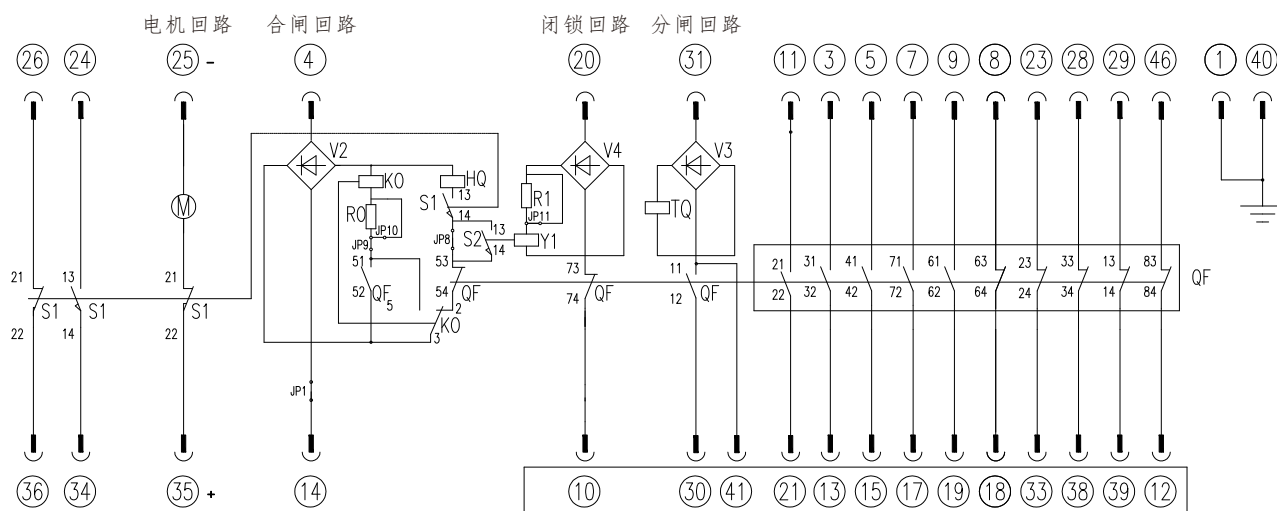 电机回路 合闸回路 闭锁回路 分闸回路
26 24 25 - 4 20 31 11 3 5 7 9 8 23 28 29 46 1 40
V2 V4 V3
KO HQ
13
S1
14
R0 JP10
JP9
JP8
S2
13
14
R1
JP11
Y1
TQ
M
21 13 21
S1 S1 S1
22 14 22
51 53 73 11 21 31 41 71 61 63 23 33 13 83
52 QF 54 QF 74 QF 12 QF 22 32 42 72 62 64 24 34 14 84 QF
5 2
KO
3
JP1
36 34 35 + 14 10 30 41 21 13 15 17 19 18 33 38 39 12